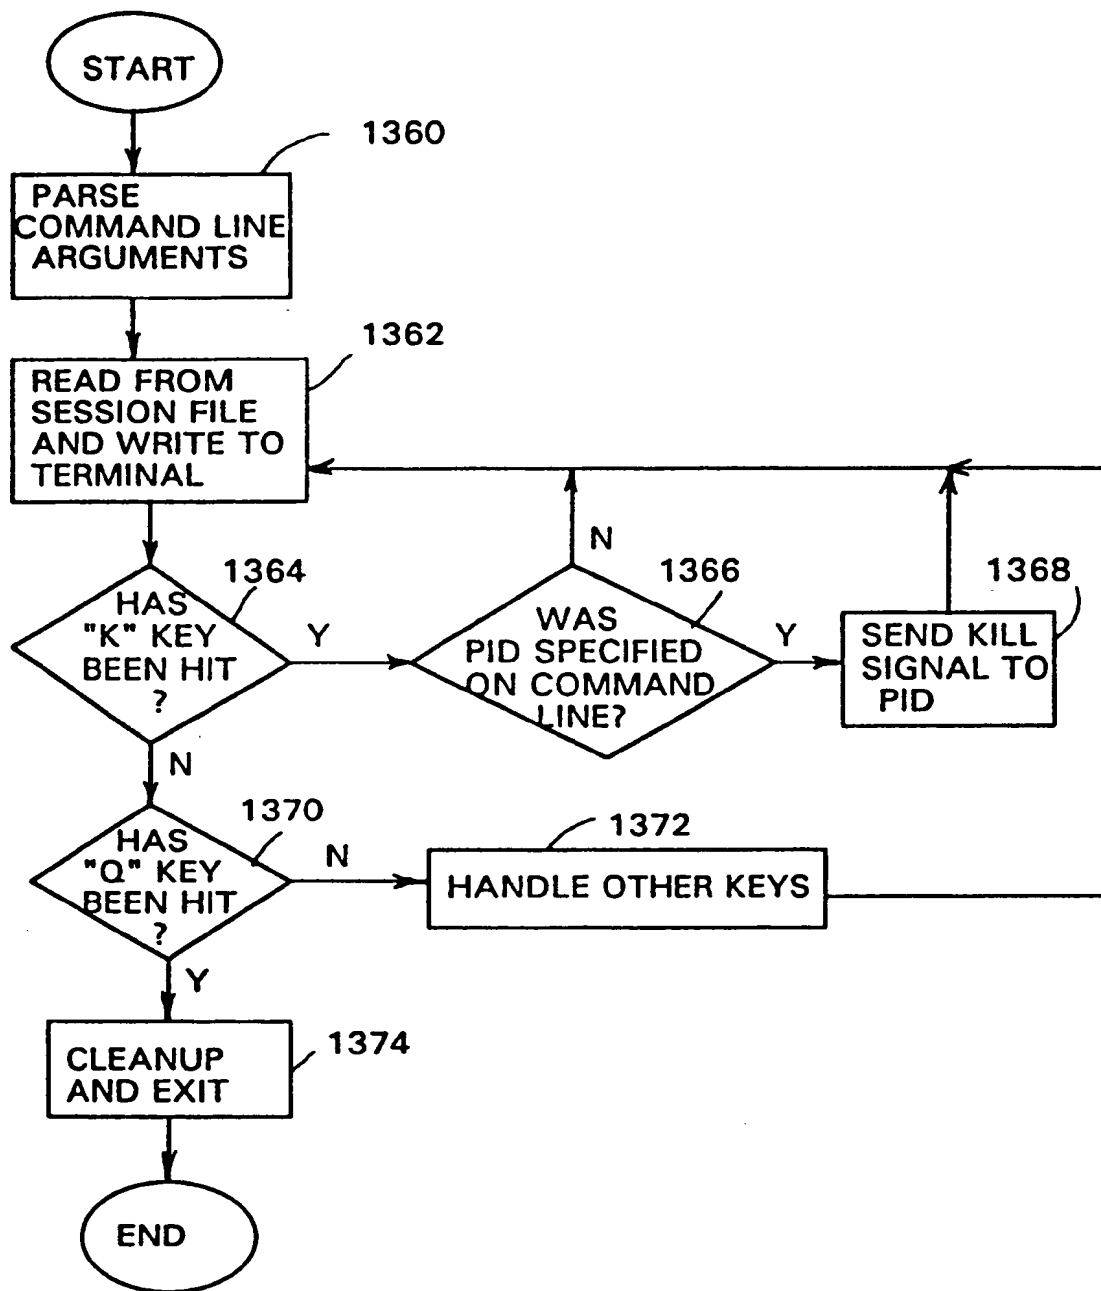 START
1360
PARSE
COMMAND LINE
ARGUMENTS
1362
READ FROM
SESSION FILE
AND WRITE TO
TERMINAL
N
1364
1366
1368
HAS
"K" KEY
BEEN HIT
?
Y
WAS
PID SPECIFIED
ON COMMAND
LINE?
Y
SEND KILL
SIGNAL TO
PID
N
1370
1372
HAS
"Q" KEY
BEEN HIT
?
N
HANDLE OTHER KEYS
Y
1374
CLEANUP
AND EXIT
END